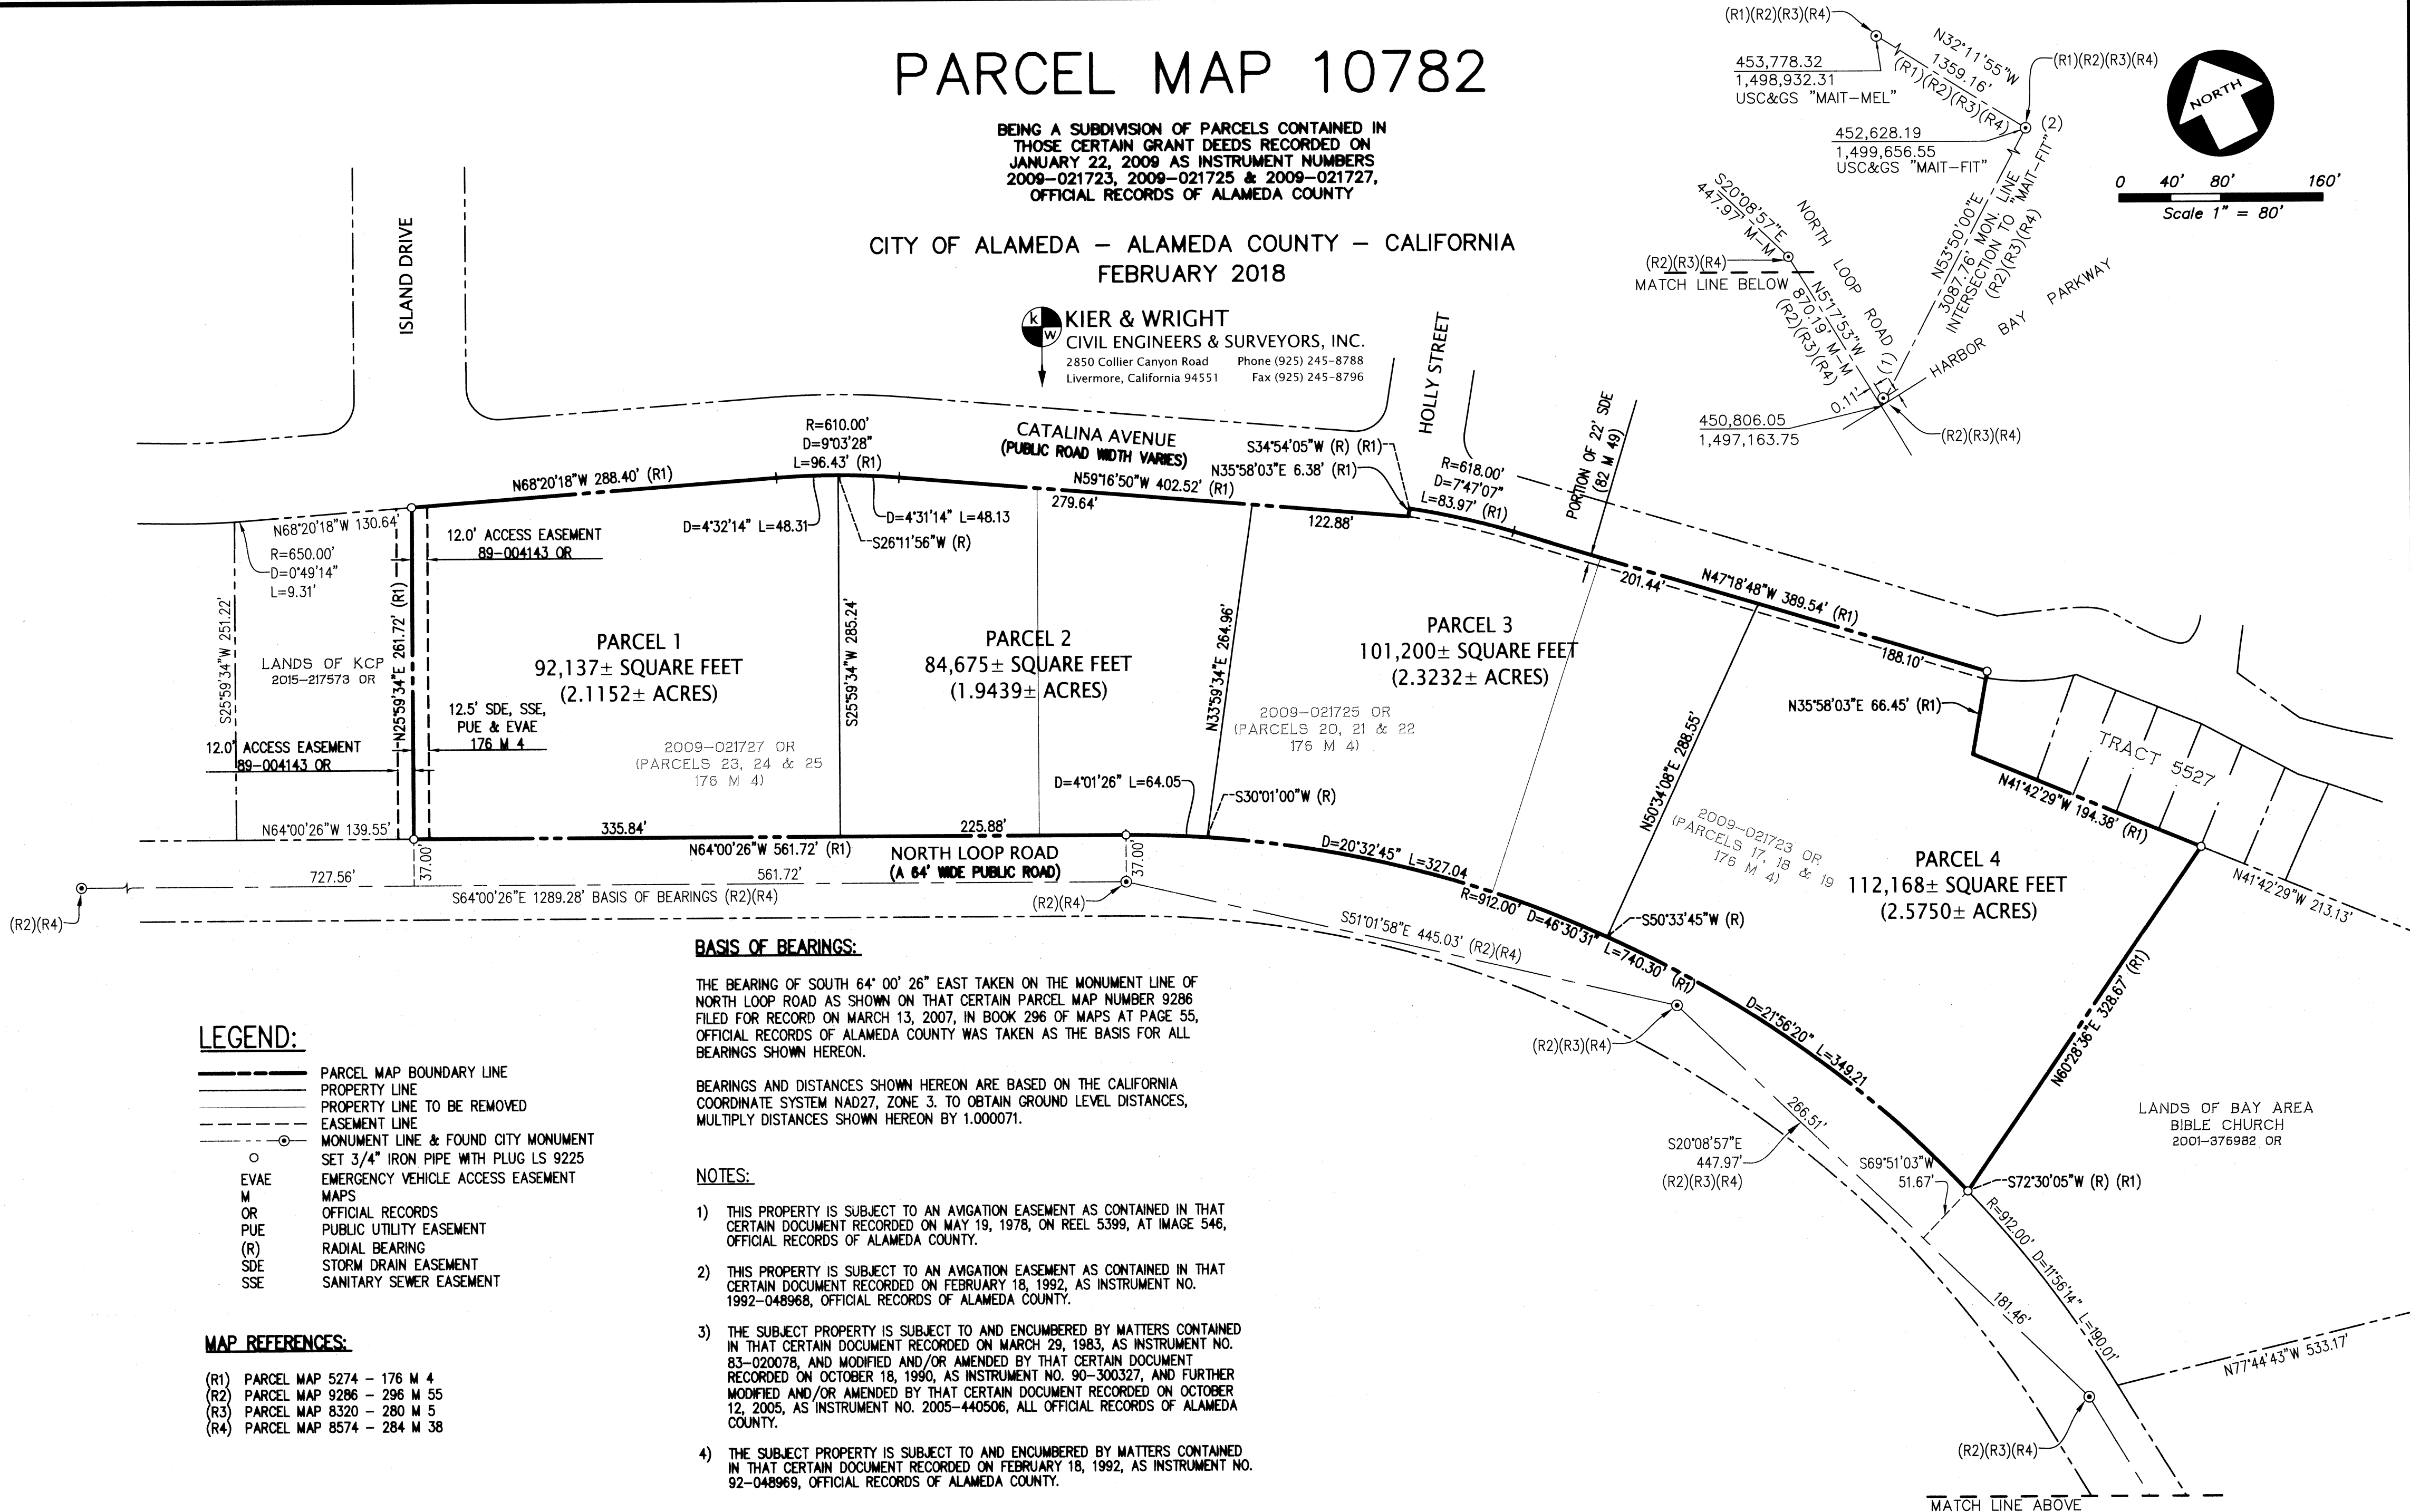 PARCEL MAP 10782
BEING A SUBDIVISION OF PARCELS CONTAINED IN
THOSE CERTAIN GRANT DEEDS RECORDED ON
JANUARY 22, 2009 AS INSTRUMENT NUMBERS
2009-021723, 2009-021725 & 2009-021727,
OFFICIAL RECORDS OF ALAMEDA COUNTY
CITY OF ALAMEDA – ALAMEDA COUNTY – CALIFORNIA
FEBRUARY 2018
K W
KIER & WRIGHT
CIVIL ENGINEERS & SURVEYORS, INC.
2850 Collier Canyon Road Phone (925) 245-8788
Livermore, California 94551 Fax (925) 245-8796
(R1)(R2)(R3)(R4)
453,778.32
1,498,932.31
USC&GS "MAIT-MEL"
N32°11'55"W
1359.16'
(R1)(R2)(R3)(R4)
(R1)(R2)(R3)(R4)
(2)
452,628.19
1,499,656.55
USC&GS "MAIT-FIT"
N53°50'00"E
3087.76' MON. LINE
INTERSECTION TO "MAIT-FIT"
(R2)(R3)(R4)
S20°08'57"E
447.97' M-M
NORTH LOOP ROAD
(R2)(R3)(R4)
MATCH LINE BELOW
N5°17'53"W
870.19' M-M
(R2)(R3)(R4)
(1)
0.11'
HARBOR BAY PARKWAY
450,806.05
1,497,163.75
(R2)(R3)(R4)
NORTH
0 40' 80' 160'
Scale 1" = 80'
ISLAND DRIVE
HOLLY STREET
CATALINA AVENUE
(PUBLIC ROAD WIDTH VARIES)
R=610.00'
D=9°03'28"
L=96.43' (R1)
N68°20'18"W 288.40' (R1)
N59°16'50"W 402.52' (R1)
279.64'
122.88'
S34°54'05"W (R) (R1)
N35°58'03"E 6.38' (R1)
R=618.00'
D=7°47'07"
L=83.97' (R1)
PORTION OF 22' SDE
(82 M 49)
201.44'
N47°18'48"W 389.54' (R1)
188.10'
N68°20'18"W 130.64'
R=650.00'
D=0°49'14"
L=9.31'
S25°59'34"W 251.22'
N25°59'34"E 261.72' (R1)
12.0' ACCESS EASEMENT
89-004143 OR
D=4°32'14" L=48.31
D=4°31'14" L=48.13
S26°11'56"W (R)
LANDS OF KCP
2015-217573 OR
12.0' ACCESS EASEMENT
89-004143 OR
12.5' SDE, SSE,
PUE & EVAE
176 M 4
PARCEL 1
92,137± SQUARE FEET
(2.1152± ACRES)
2009-021727 OR
(PARCELS 23, 24 & 25
176 M 4)
S25°59'34"W 285.24'
PARCEL 2
84,675± SQUARE FEET
(1.9439± ACRES)
N33°59'34"E 264.96'
PARCEL 3
101,200± SQUARE FEET
(2.3232± ACRES)
2009-021725 OR
(PARCELS 20, 21 & 22
176 M 4)
D=4°01'26" L=64.05
S30°01'00"W (R)
N50°34'08"E 288.55'
2009-021723 OR
(PARCELS 17, 18 & 19
176 M 4)
PARCEL 4
112,168± SQUARE FEET
(2.5750± ACRES)
N35°58'03"E 66.45' (R1)
TRACT 5527
N41°42'29"W 194.38' (R1)
N41°42'29"W 213.13'
N64°00'26"W 139.55'
335.84'
225.88'
N64°00'26"W 561.72' (R1)
NORTH LOOP ROAD
(A 64' WIDE PUBLIC ROAD)
37.00'
37.00'
727.56'
561.72'
S64°00'26"E 1289.28' BASIS OF BEARINGS (R2)(R4)
(R2)(R4)
(R2)(R4)
D=20°32'45" L=327.04
R=912.00' D=46°30'31" L=740.30' (R1)
S50°33'45"W (R)
S51°01'58"E 445.03' (R2)(R4)
D=21°56'20" L=349.21
(R2)(R3)(R4)
N60°28'36"E 328.67' (R1)
LANDS OF BAY AREA
BIBLE CHURCH
2001-376982 OR
266.51'
S20°08'57"E
447.97'
(R2)(R3)(R4)
S69°51'03"W
51.67'
S72°30'05"W (R) (R1)
R=912.00' D=11°56'14" L=190.01'
181.46'
N77°44'43"W 533.17'
(R2)(R3)(R4)
MATCH LINE ABOVE
BASIS OF BEARINGS:
THE BEARING OF SOUTH 64° 00' 26" EAST TAKEN ON THE MONUMENT LINE OF
NORTH LOOP ROAD AS SHOWN ON THAT CERTAIN PARCEL MAP NUMBER 9286
FILED FOR RECORD ON MARCH 13, 2007, IN BOOK 296 OF MAPS AT PAGE 55,
OFFICIAL RECORDS OF ALAMEDA COUNTY WAS TAKEN AS THE BASIS FOR ALL
BEARINGS SHOWN HEREON.
BEARINGS AND DISTANCES SHOWN HEREON ARE BASED ON THE CALIFORNIA
COORDINATE SYSTEM NAD27, ZONE 3. TO OBTAIN GROUND LEVEL DISTANCES,
MULTIPLY DISTANCES SHOWN HEREON BY 1.000071.
NOTES:
1) THIS PROPERTY IS SUBJECT TO AN AVIGATION EASEMENT AS CONTAINED IN THAT
CERTAIN DOCUMENT RECORDED ON MAY 19, 1978, ON REEL 5399, AT IMAGE 546,
OFFICIAL RECORDS OF ALAMEDA COUNTY.
2) THIS PROPERTY IS SUBJECT TO AN AVIGATION EASEMENT AS CONTAINED IN THAT
CERTAIN DOCUMENT RECORDED ON FEBRUARY 18, 1992, AS INSTRUMENT NO.
1992-048968, OFFICIAL RECORDS OF ALAMEDA COUNTY.
3) THE SUBJECT PROPERTY IS SUBJECT TO AND ENCUMBERED BY MATTERS CONTAINED
IN THAT CERTAIN DOCUMENT RECORDED ON MARCH 29, 1983, AS INSTRUMENT NO.
83-020078, AND MODIFIED AND/OR AMENDED BY THAT CERTAIN DOCUMENT
RECORDED ON OCTOBER 18, 1990, AS INSTRUMENT NO. 90-300327, AND FURTHER
MODIFIED AND/OR AMENDED BY THAT CERTAIN DOCUMENT RECORDED ON OCTOBER
12, 2005, AS INSTRUMENT NO. 2005-440506, ALL OFFICIAL RECORDS OF ALAMEDA
COUNTY.
4) THE SUBJECT PROPERTY IS SUBJECT TO AND ENCUMBERED BY MATTERS CONTAINED
IN THAT CERTAIN DOCUMENT RECORDED ON FEBRUARY 18, 1992, AS INSTRUMENT NO.
92-048969, OFFICIAL RECORDS OF ALAMEDA COUNTY.
LEGEND:
PARCEL MAP BOUNDARY LINE
PROPERTY LINE
PROPERTY LINE TO BE REMOVED
EASEMENT LINE
MONUMENT LINE & FOUND CITY MONUMENT
SET 3/4" IRON PIPE WITH PLUG LS 9225
EVAE EMERGENCY VEHICLE ACCESS EASEMENT
M MAPS
OR OFFICIAL RECORDS
PUE PUBLIC UTILITY EASEMENT
(R) RADIAL BEARING
SDE STORM DRAIN EASEMENT
SSE SANITARY SEWER EASEMENT
MAP REFERENCES:
(R1) PARCEL MAP 5274 – 176 M 4
(R2) PARCEL MAP 9286 – 296 M 55
(R3) PARCEL MAP 8320 – 280 M 5
(R4) PARCEL MAP 8574 – 284 M 38